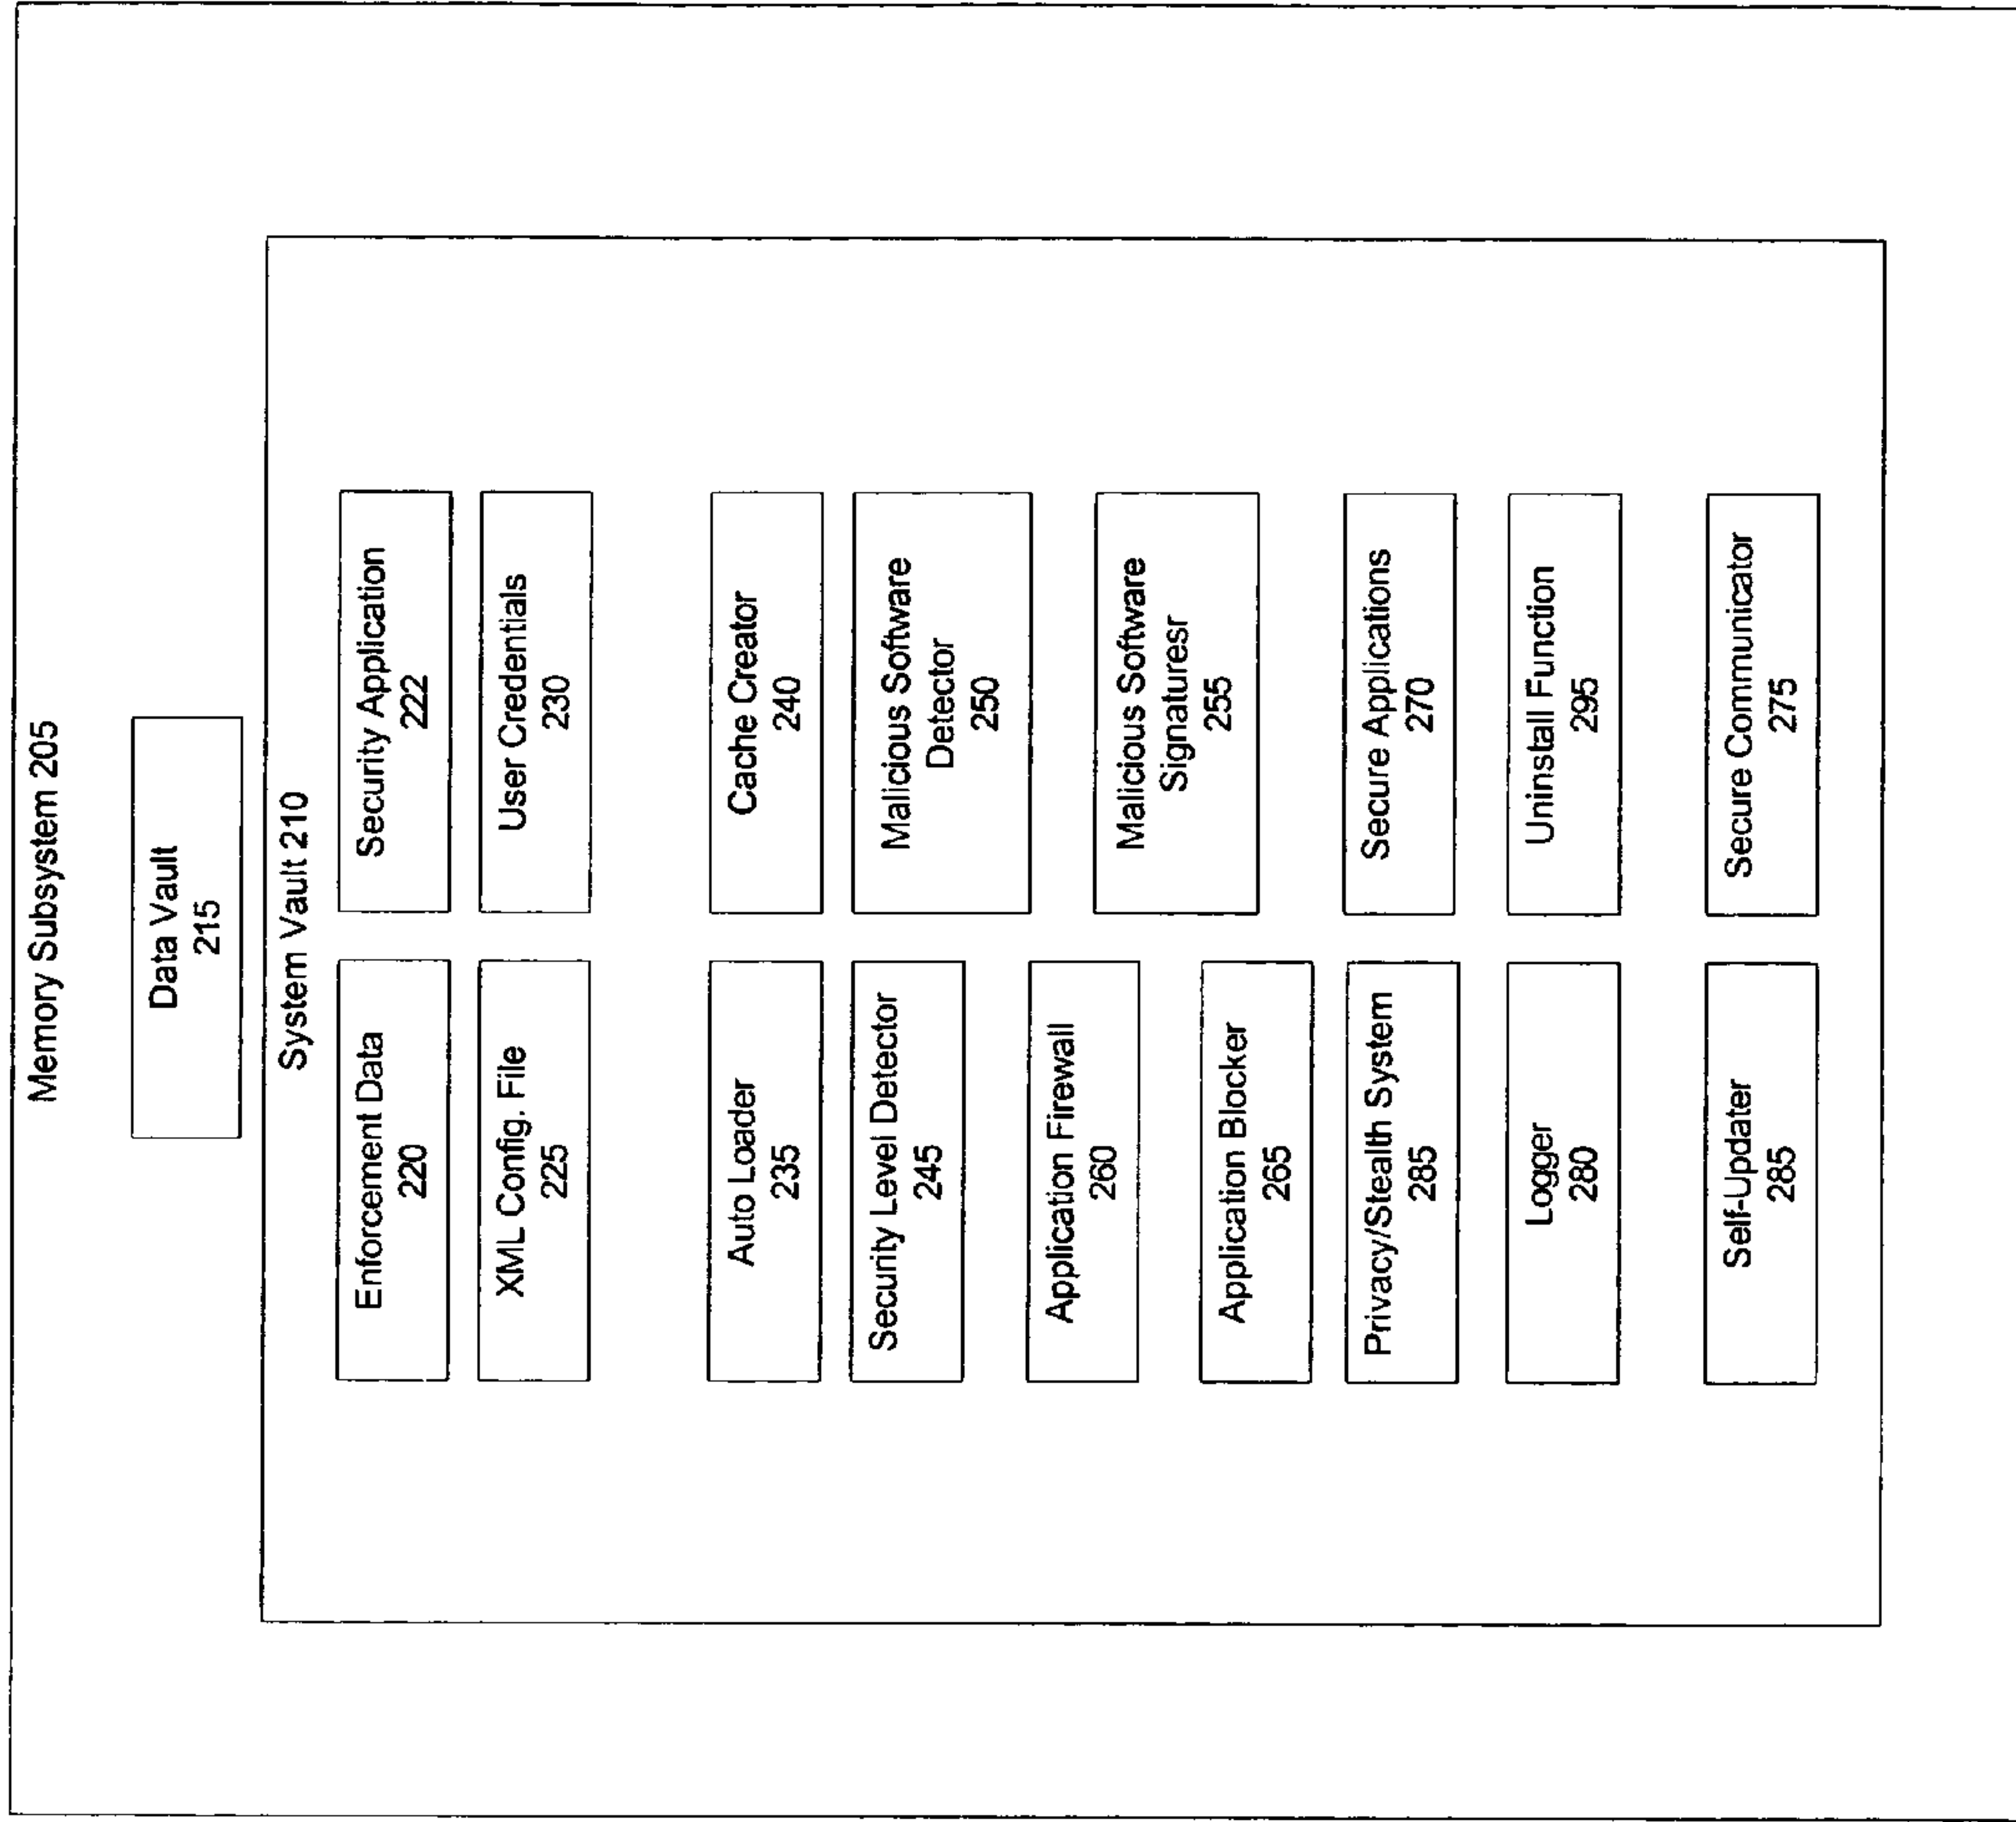 Memory Subsystem 205
Data Vault
215
System Vault 210
Enforcement Data
220
Security Application
222
XML Config. File
225
User Credentials
230
Auto Loader
235
Cache Creator
240
Security Level Detector
245
Malicious Software
Detector
250
Application Firewall
260
Malicious Software
Signaturesr
255
Application Blocker
265
Privacy/Stealth System
285
Secure Applications
270
Logger
280
Uninstall Function
295
Self-Updater
285
Secure Communicator
275